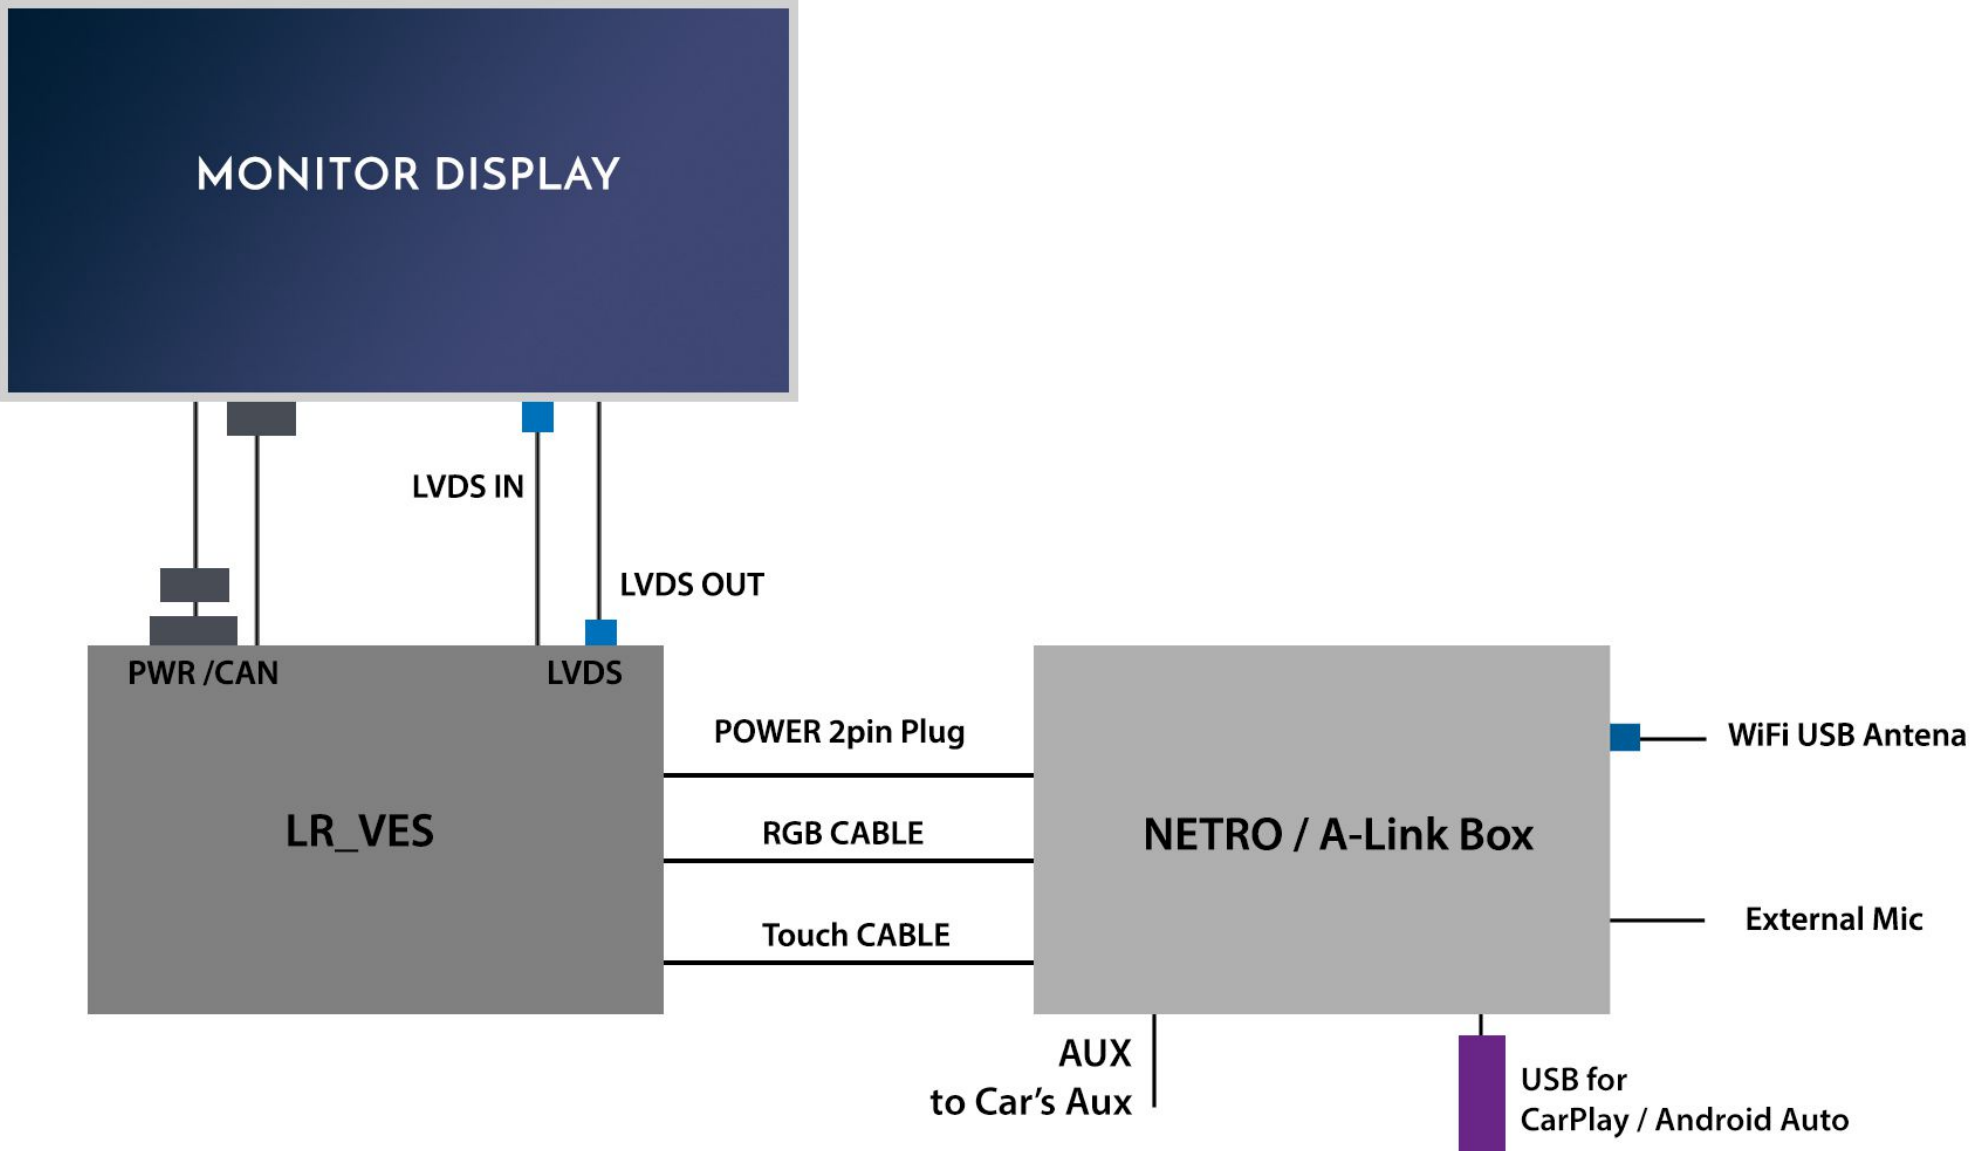 MONITOR DISPLAY
LVDS IN
LVDS OUT
PWR /CAN
LVDS
POWER 2pin Plug
WiFi USB Antena
LR_VES
RGB CABLE
NETRO / A-Link Box
Touch CABLE
External Mic
AUX
to Car's Aux
USB for
CarPlay / Android Auto